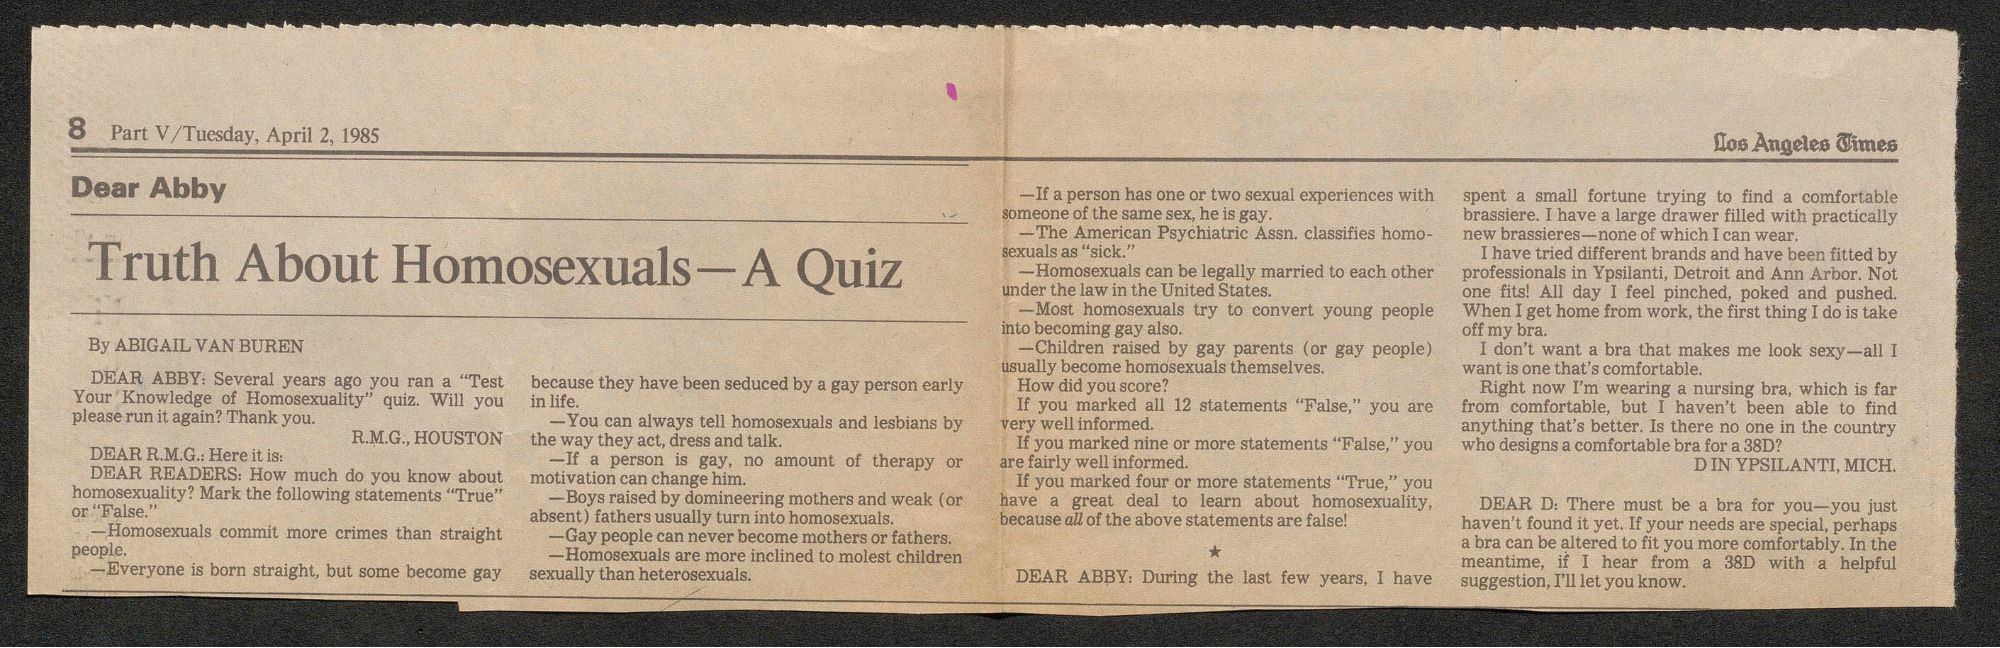 8 Part V/Tuesday, April 2, 1985
Los Angeles Times
Dear Abby
Truth About Homosexuals—A Quiz
By ABIGAIL VAN BUREN
DEAR ABBY: Several years ago you ran a “Test
Your Knowledge of Homosexuality” quiz. Will you
please run it again? Thank you.
R.M.G., HOUSTON
DEAR R.M.G.: Here it is:
DEAR READERS: How much do you know about
homosexuality? Mark the following statements “True”
or “False.”
—Homosexuals commit more crimes than straight
people.
—Everyone is born straight, but some become gay
because they have been seduced by a gay person early
in life.
—You can always tell homosexuals and lesbians by
the way they act, dress and talk.
—If a person is gay, no amount of therapy or
motivation can change him.
—Boys raised by domineering mothers and weak (or
absent) fathers usually turn into homosexuals.
—Gay people can never become mothers or fathers.
—Homosexuals are more inclined to molest children
sexually than heterosexuals.
—If a person has one or two sexual experiences with
someone of the same sex, he is gay.
—The American Psychiatric Assn. classifies homo-
sexuals as “sick.”
—Homosexuals can be legally married to each other
under the law in the United States.
—Most homosexuals try to convert young people
into becoming gay also.
—Children raised by gay parents (or gay people)
usually become homosexuals themselves.
How did you score?
If you marked all 12 statements “False,” you are
very well informed.
If you marked nine or more statements “False,” you
are fairly well informed.
If you marked four or more statements “True,” you
have a great deal to learn about homosexuality,
because all of the above statements are false!
★
DEAR ABBY: During the last few years, I have
spent a small fortune trying to find a comfortable
brassiere. I have a large drawer filled with practically
new brassieres—none of which I can wear.
I have tried different brands and have been fitted by
professionals in Ypsilanti, Detroit and Ann Arbor. Not
one fits! All day I feel pinched, poked and pushed.
When I get home from work, the first thing I do is take
off my bra.
I don’t want a bra that makes me look sexy—all I
want is one that’s comfortable.
Right now I’m wearing a nursing bra, which is far
from comfortable, but I haven’t been able to find
anything that’s better. Is there no one in the country
who designs a comfortable bra for a 38D?
D IN YPSILANTI, MICH.
DEAR D: There must be a bra for you—you just
haven’t found it yet. If your needs are special, perhaps
a bra can be altered to fit you more comfortably. In the
meantime, if I hear from a 38D with a helpful
suggestion, I’ll let you know.